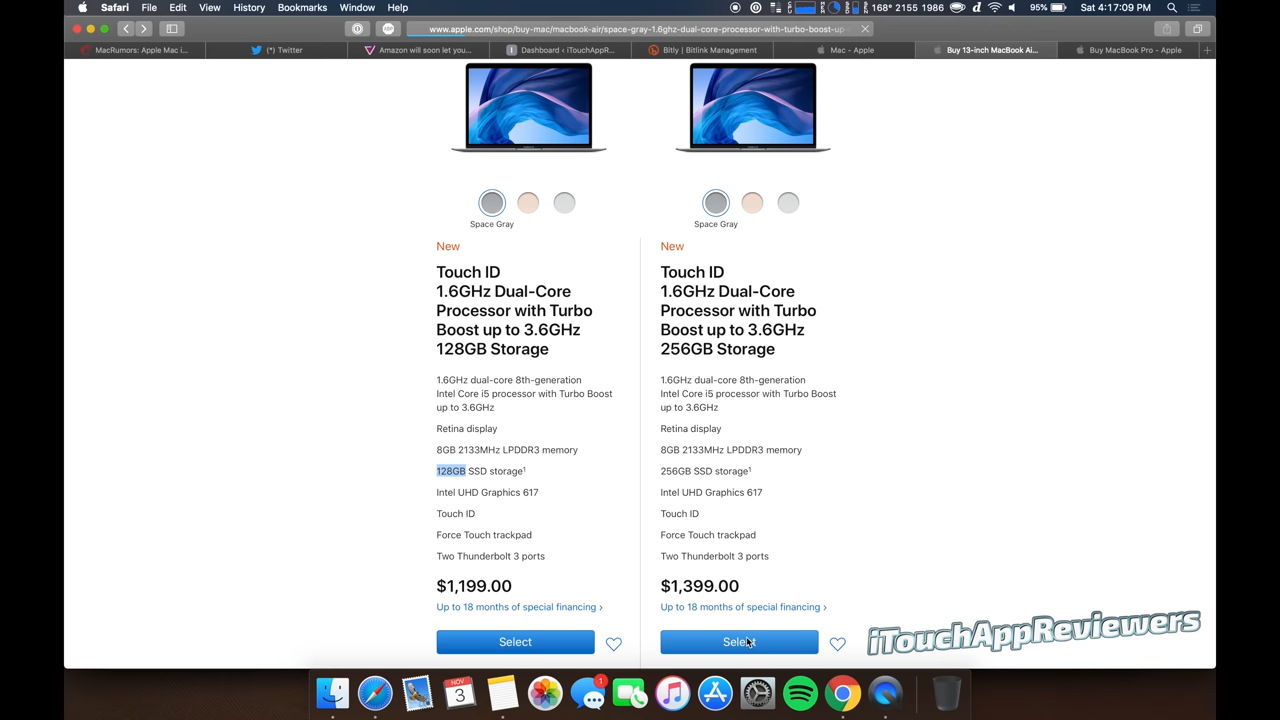 Safari File Edit View History Bookmarks Window Help
168° 2155 1986 95% Sat 4:17:09 PM
www.apple.com/shop/buy-mac/macbook-air/space-gray-1.6ghz-dual-core-processor-with-turbo-boost-up-
MacRumors: Apple Mac i... (*) Twitter Amazon will soon let you... Dashboard ‹ iTouchAppR... Bitly | Bitlink Management Mac - Apple Buy 13-inch MacBook Ai... Buy MacBook Pro - Apple
Space Gray
New
Touch ID
1.6GHz Dual-Core
Processor with Turbo
Boost up to 3.6GHz
128GB Storage
1.6GHz dual-core 8th-generation
Intel Core i5 processor with Turbo Boost
up to 3.6GHz
Retina display
8GB 2133MHz LPDDR3 memory
128GB SSD storage¹
Intel UHD Graphics 617
Touch ID
Force Touch trackpad
Two Thunderbolt 3 ports
$1,199.00
Up to 18 months of special financing ›
Select
Space Gray
New
Touch ID
1.6GHz Dual-Core
Processor with Turbo
Boost up to 3.6GHz
256GB Storage
1.6GHz dual-core 8th-generation
Intel Core i5 processor with Turbo Boost
up to 3.6GHz
Retina display
8GB 2133MHz LPDDR3 memory
256GB SSD storage¹
Intel UHD Graphics 617
Touch ID
Force Touch trackpad
Two Thunderbolt 3 ports
$1,399.00
Up to 18 months of special financing ›
Select
iTouchAppReviewers
NOV
3
1